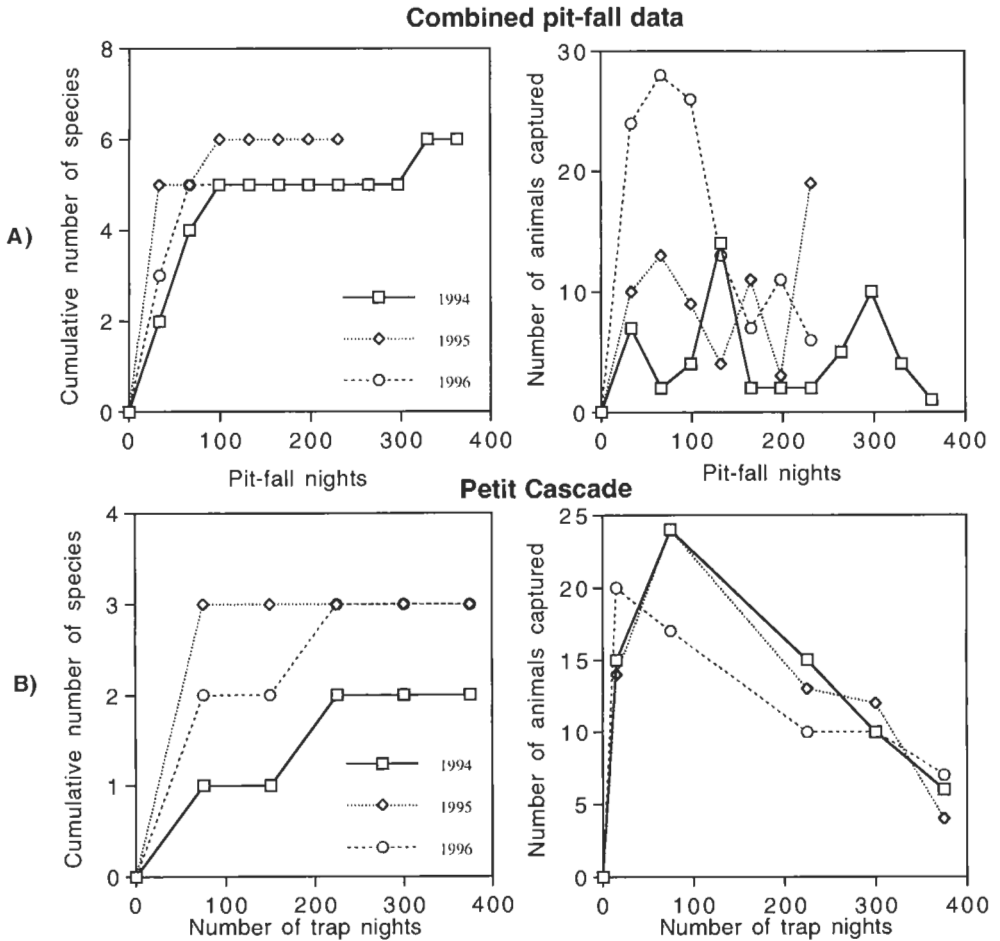 Combined pit-fall data
A)
Cumulative number of species
8
6
4
2
0
0 100 200 300 400
Pit-fall nights
1994
1995
1996
Number of animals captured
30
20
10
0
0 100 200 300 400
Pit-fall nights
Petit Cascade
B)
Cumulative number of species
4
3
2
1
0
0 100 200 300 400
Number of trap nights
1994
1995
1996
Number of animals captured
25
20
15
10
5
0
0 100 200 300 400
Number of trap nights